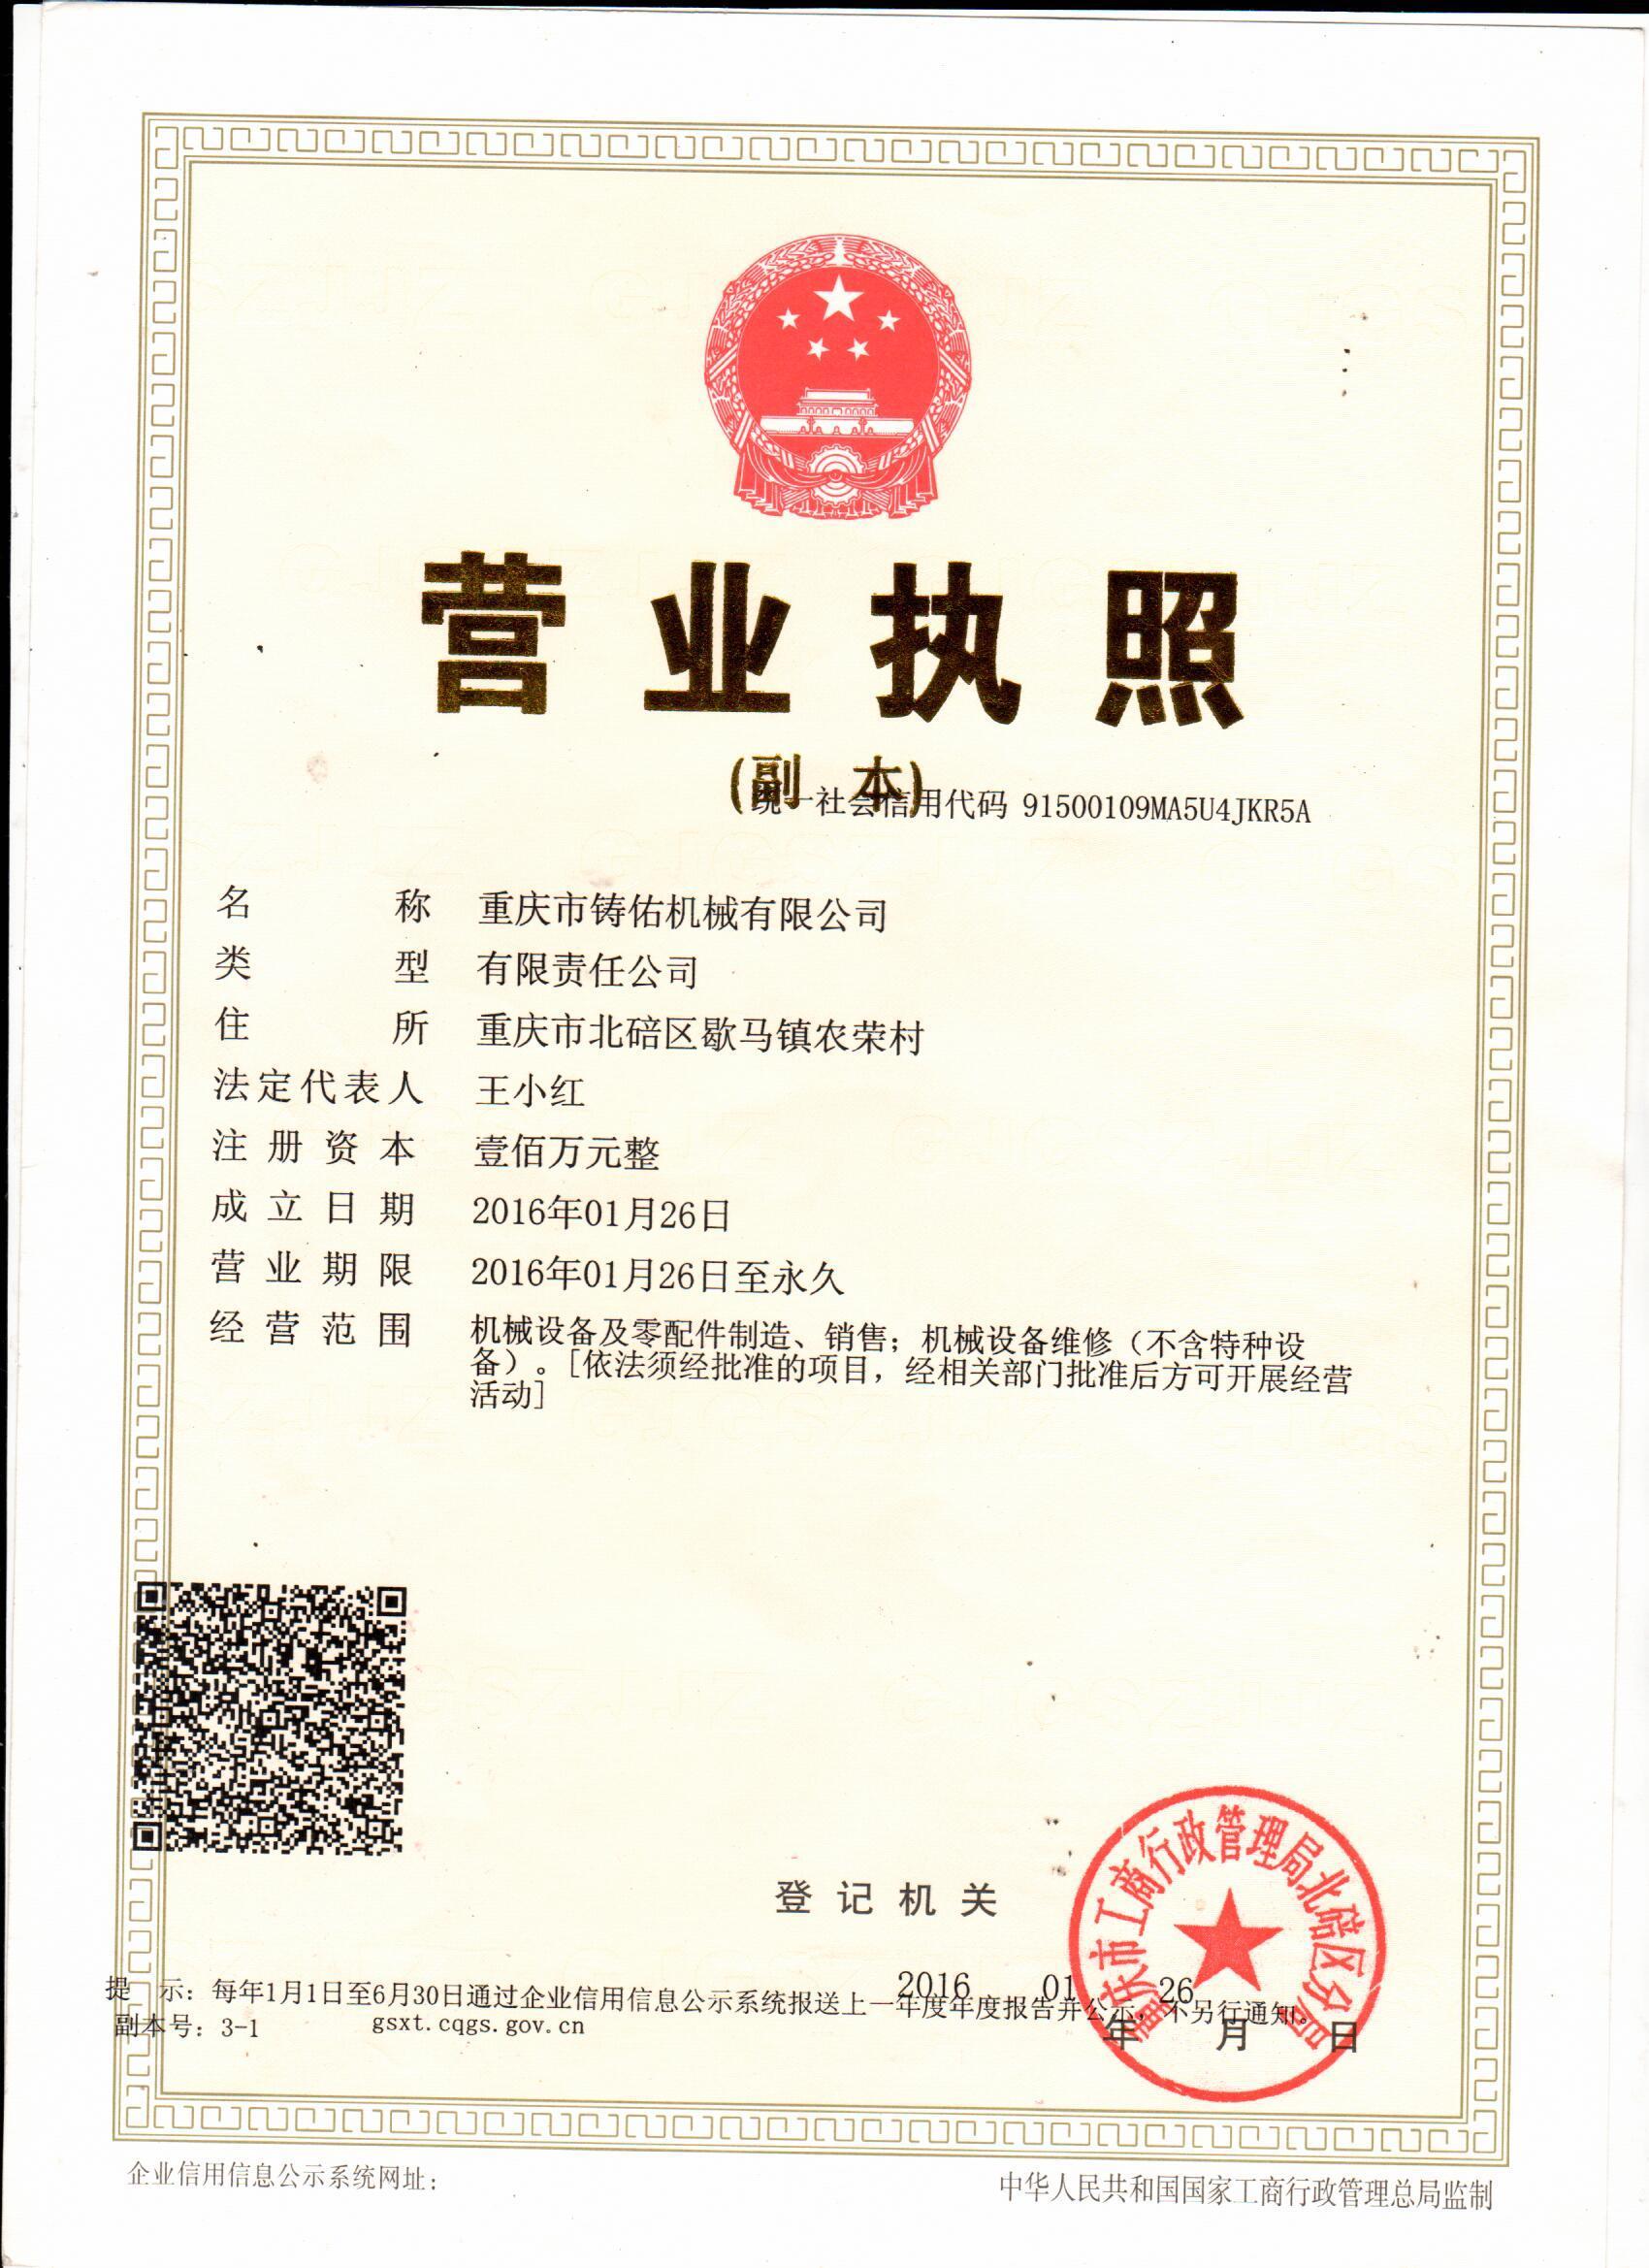 营业执照
(副 本)
统一社会信用代码 91500109MA5U4JKR5A
名 称 重庆市铸佑机械有限公司
类 型 有限责任公司
住 所 重庆市北碚区歇马镇农荣村
法定代表人 王小红
注册资本 壹佰万元整
成立日期 2016年01月26日
营业期限 2016年01月26日至永久
经营范围 机械设备及零配件制造、销售；机械设备维修（不含特种设
备）。[依法须经批准的项目，经相关部门批准后方可开展经营
活动]
登记机关
重庆市工商行政管理局北碚区分局
2016 01 26
年 月 日
提 示：每年1月1日至6月30日通过企业信用信息公示系统报送上一年度年度报告并公示，不另行通知。
副本号：3-1 gsxt.cqgs.gov.cn
企业信用信息公示系统网址：
中华人民共和国国家工商行政管理总局监制